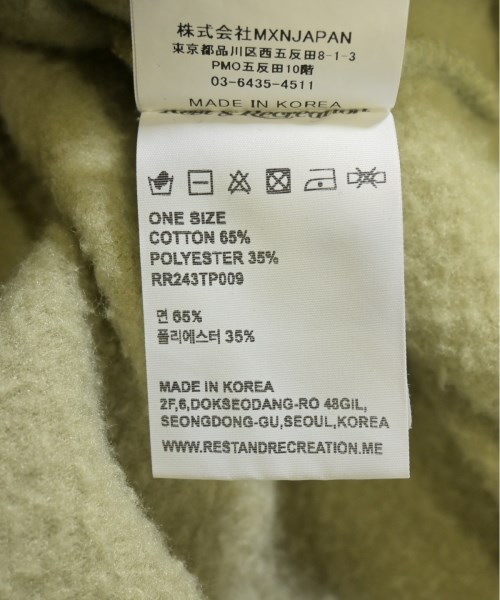 株式会社MXNJAPAN
東京都品川区西五反田8-1-3
PMO五反田10階
03-6435-4511
MADE IN KOREA
Rest & Recreation
ONE SIZE
COTTON 65%
POLYESTER 35%
RR243TP009
면 65%
폴리에스터 35%
MADE IN KOREA
2F,6,DOKSEODANG-RO 48GIL,
SEONGDONG-GU,SEOUL,KOREA
WWW.RESTANDRECREATION.ME